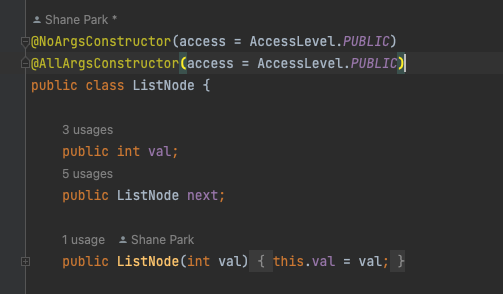 Shane Park *
@NoArgsConstructor(access = AccessLevel.PUBLIC)
@AllArgsConstructor(access = AccessLevel.PUBLIC)
public class ListNode {
3 usages
public int val;
5 usages
public ListNode next;
1 usage Shane Park
public ListNode(int val) { this.val = val; }